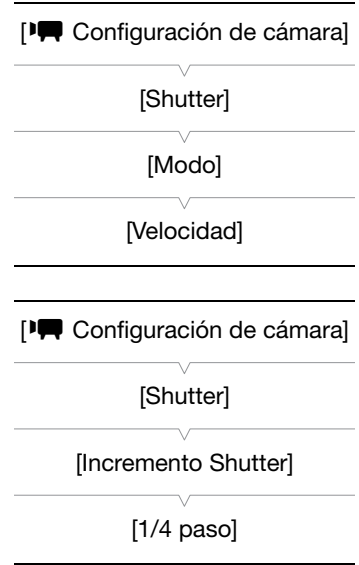 [ Configuración de cámara]
[Shutter]
[Modo]
[Velocidad]
[ Configuración de cámara]
[Shutter]
[Incremento Shutter]
[1/4 paso]